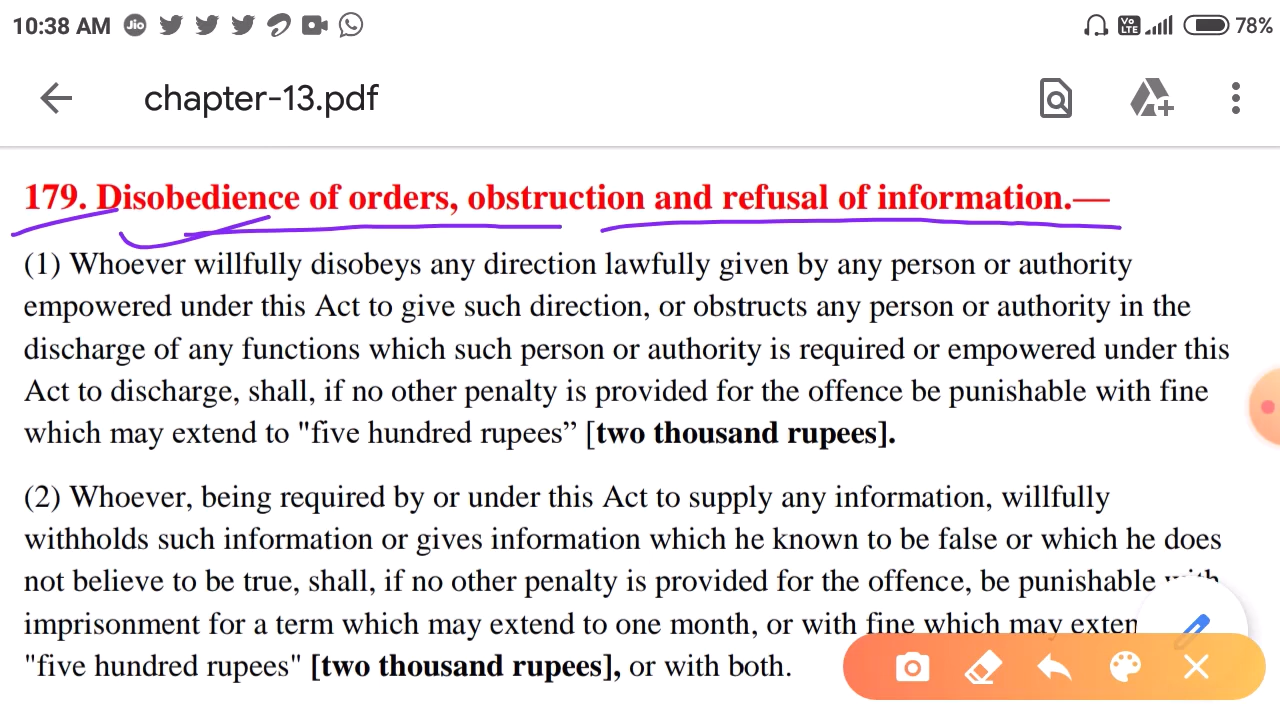 10:38 AM Jio Vo LTE 78%
chapter-13.pdf
179. Disobedience of orders, obstruction and refusal of information.—
(1) Whoever willfully disobeys any direction lawfully given by any person or authority
empowered under this Act to give such direction, or obstructs any person or authority in the
discharge of any functions which such person or authority is required or empowered under this
Act to discharge, shall, if no other penalty is provided for the offence be punishable with fine
which may extend to "five hundred rupees” [two thousand rupees].
(2) Whoever, being required by or under this Act to supply any information, willfully
withholds such information or gives information which he known to be false or which he does
not believe to be true, shall, if no other penalty is provided for the offence, be punishable with
imprisonment for a term which may extend to one month, or with fine which may exten
"five hundred rupees" [two thousand rupees], or with both.